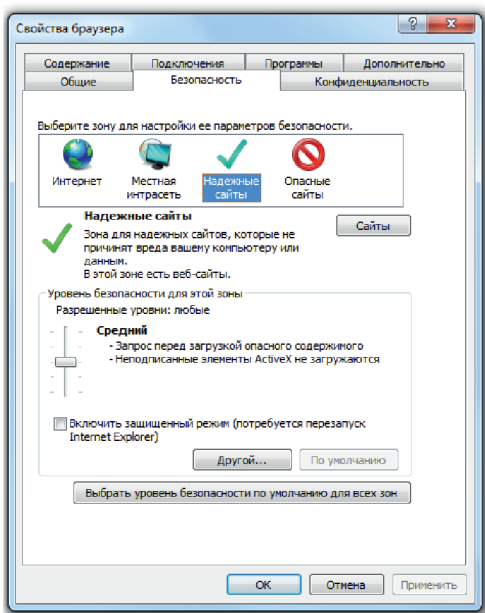 Свойства браузера
Содержание Подключения Программы Дополнительно
Общие Безопасность Конфиденциальность
Выберите зону для настройки ее параметров безопасности.
Интернет Местная интрасеть Надежные сайты Опасные сайты
Надежные сайты
Сайты
Зона для надежных сайтов, которые не
причинят вреда вашему компьютеру или
данным.
В этой зоне есть веб-сайты.
Уровень безопасности для этой зоны
Разрешенные уровни: любые
Средний
- Запрос перед загрузкой опасного содержимого
- Неподписанные элементы ActiveX не загружаются
Включить защищенный режим (потребуется перезапуск
Internet Explorer)
Другой... По умолчанию
Выбрать уровень безопасности по умолчанию для всех зон
OK Отмена Применить